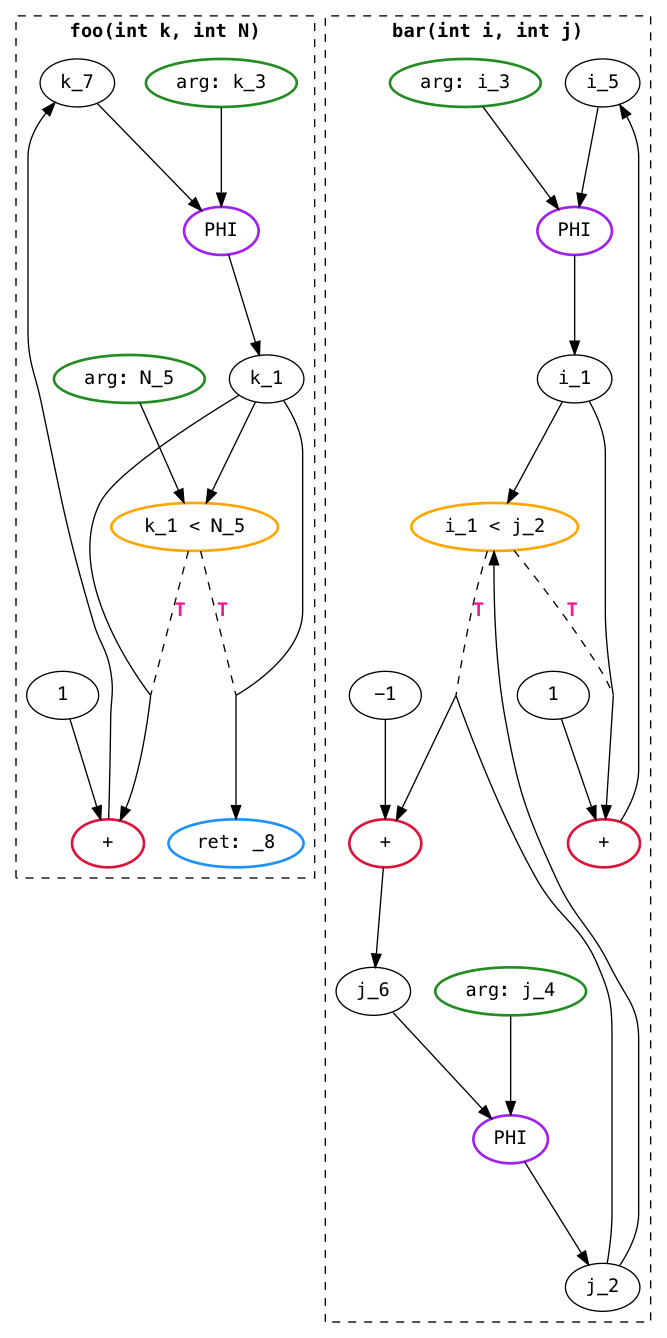 foo(int k, int N)
k_7
arg: k_3
PHI
arg: N_5
k_1
k_1 < N_5
T
T
1
+
ret: _8
bar(int i, int j)
arg: i_3
i_5
PHI
i_1
i_1 < j_2
T
T
−1
1
+
+
j_6
arg: j_4
PHI
j_2